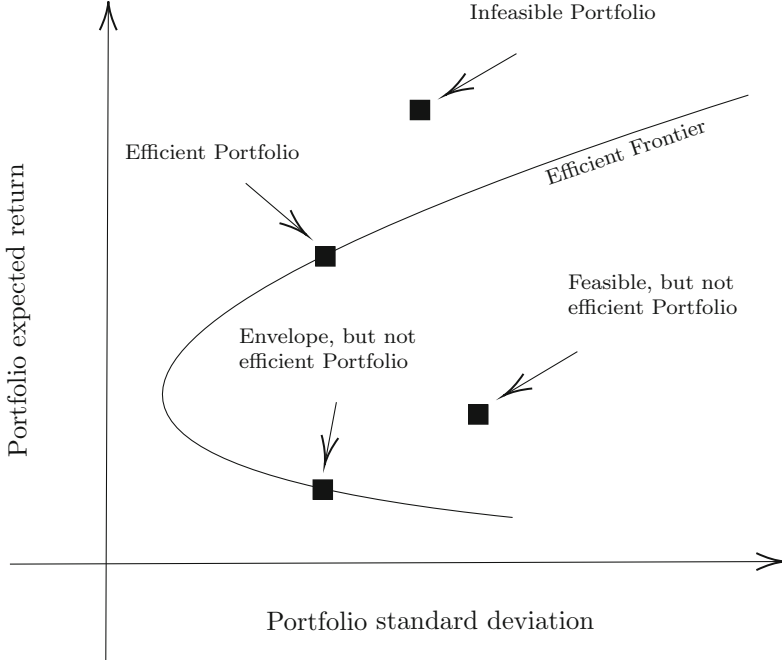 Infeasible Portfolio
Efficient Portfolio
Efficient Frontier
Feasible, but not
efficient Portfolio
Envelope, but not
efficient Portfolio
Portfolio expected return
Portfolio standard deviation